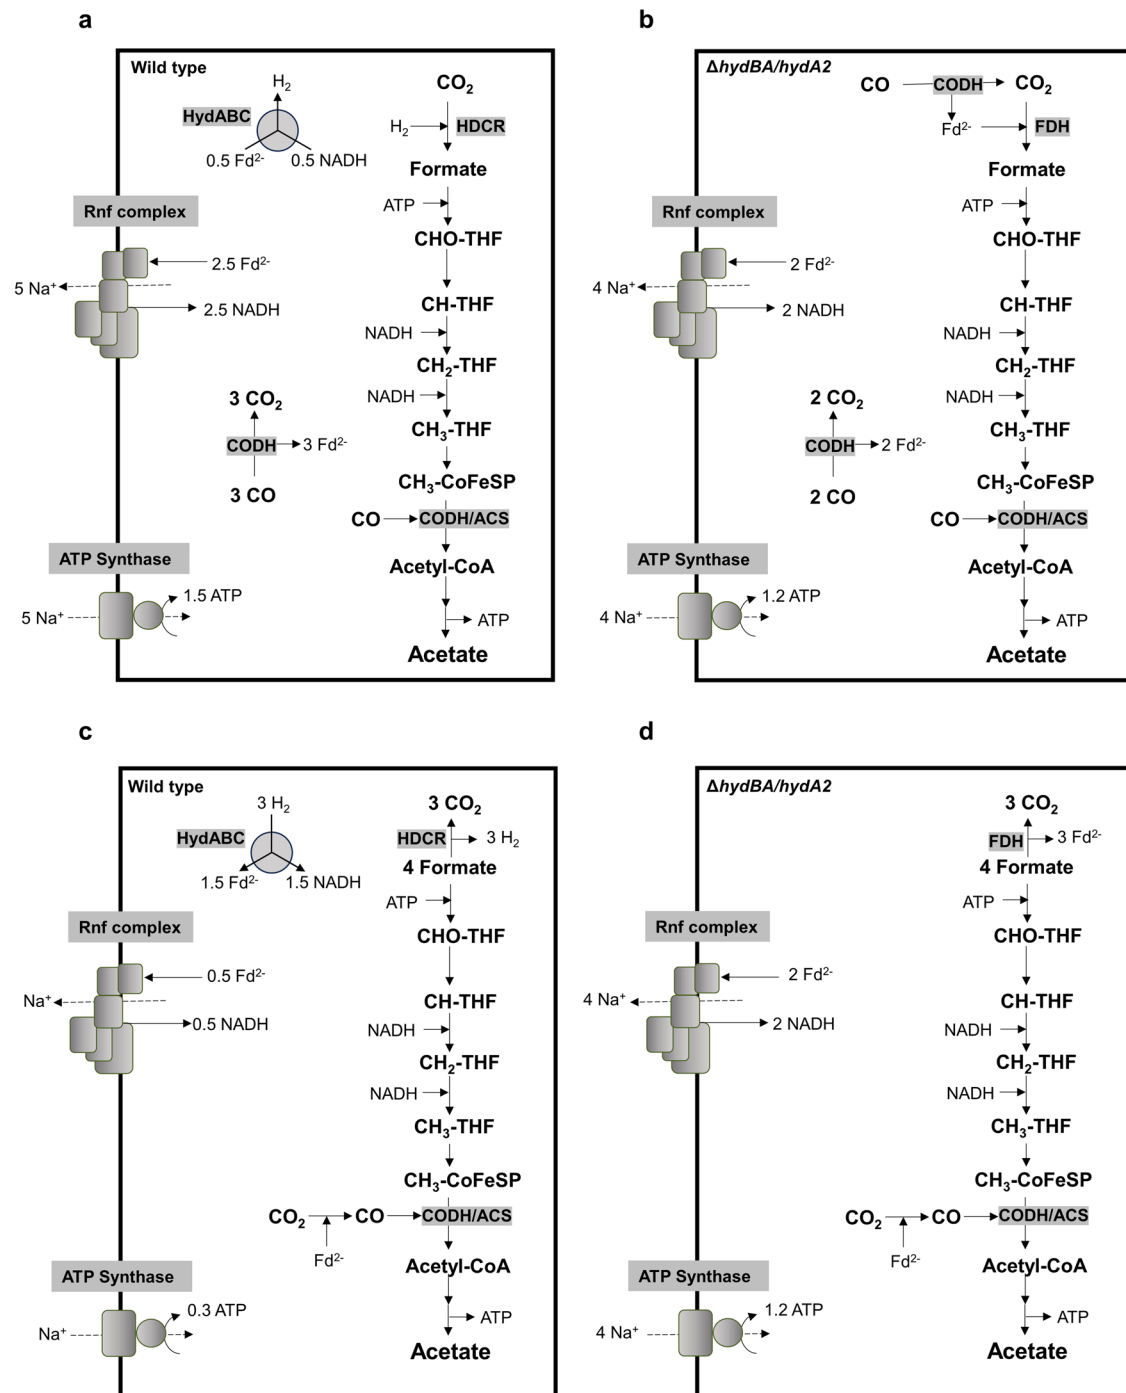 a
Wild type
H₂
HydABC
0.5 Fd²⁻
0.5 NADH
CO₂
H₂
HDCR
Formate
ATP
CHO-THF
CH-THF
NADH
CH₂-THF
NADH
CH₃-THF
CH₃-CoFeSP
CO
CODH/ACS
Acetyl-CoA
ATP
Acetate
Rnf complex
2.5 Fd²⁻
5 Na⁺
2.5 NADH
3 CO₂
CODH
3 Fd²⁻
3 CO
ATP Synthase
1.5 ATP
5 Na⁺
b
ΔhydBA/hydA2
CO
CODH
CO₂
Fd²⁻
FDH
Formate
ATP
CHO-THF
CH-THF
NADH
CH₂-THF
NADH
CH₃-THF
CH₃-CoFeSP
CO
CODH/ACS
Acetyl-CoA
ATP
Acetate
Rnf complex
2 Fd²⁻
4 Na⁺
2 NADH
2 CO₂
CODH
2 Fd²⁻
2 CO
ATP Synthase
1.2 ATP
4 Na⁺
c
Wild type
3 H₂
HydABC
1.5 Fd²⁻
1.5 NADH
3 CO₂
HDCR
3 H₂
4 Formate
ATP
CHO-THF
CH-THF
NADH
CH₂-THF
NADH
CH₃-THF
CH₃-CoFeSP
CO₂
CO
CODH/ACS
Fd²⁻
Acetyl-CoA
ATP
Acetate
Rnf complex
0.5 Fd²⁻
Na⁺
0.5 NADH
ATP Synthase
0.3 ATP
Na⁺
d
ΔhydBA/hydA2
3 CO₂
FDH
3 Fd²⁻
4 Formate
ATP
CHO-THF
CH-THF
NADH
CH₂-THF
NADH
CH₃-THF
CH₃-CoFeSP
CO₂
CO
CODH/ACS
Fd²⁻
Acetyl-CoA
ATP
Acetate
Rnf complex
2 Fd²⁻
4 Na⁺
2 NADH
ATP Synthase
1.2 ATP
4 Na⁺